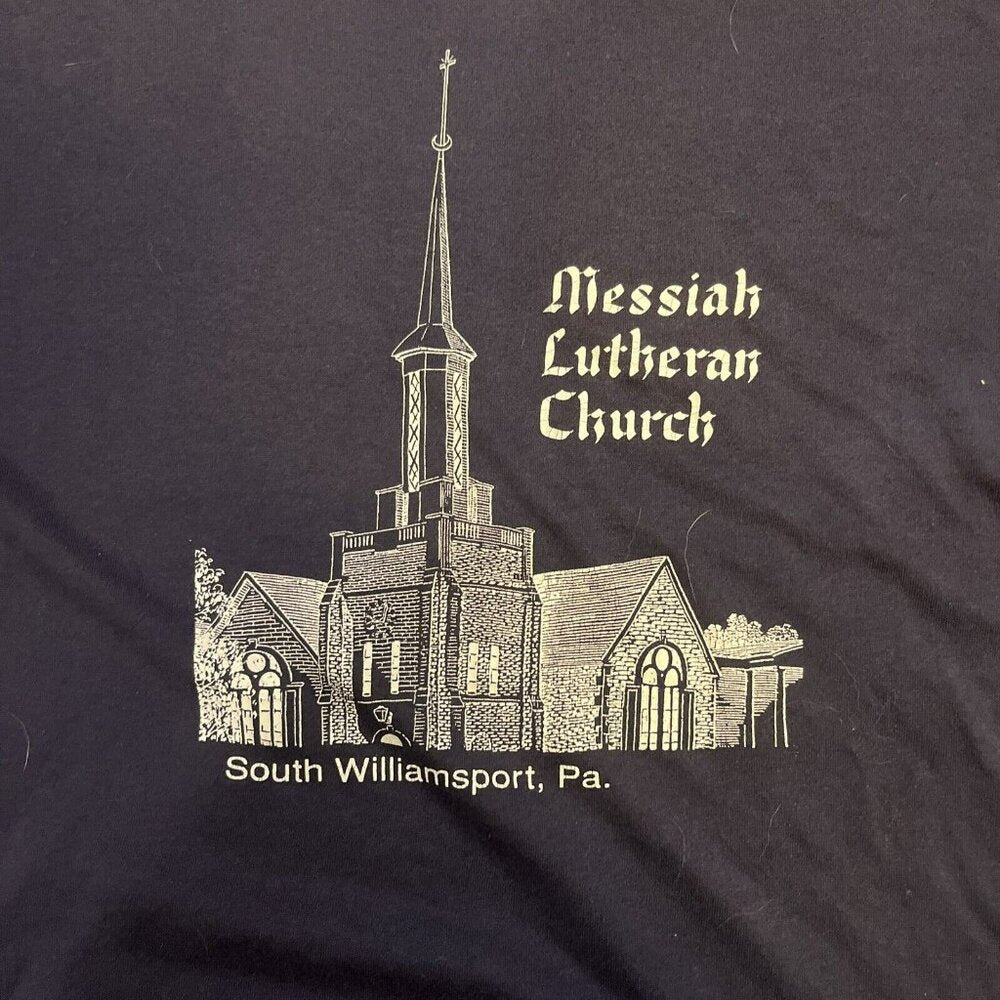 Messiah
Lutheran
Church
South Williamsport, Pa.